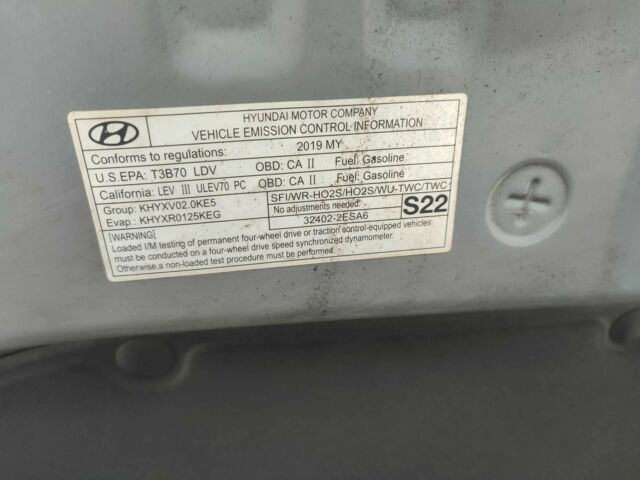 HYUNDAI MOTOR COMPANY
VEHICLE EMISSION CONTROL INFORMATION
Conforms to regulations: 2019 MY
U.S.EPA: T3B70 LDV OBD: CA II Fuel: Gasoline
California: LEV III ULEV70 PC OBD: CA II Fuel: Gasoline
Group: KHYXV02.0KE5 SFI/WR-HO2S/HO2S/WU-TWC/TWC
Evap.: KHYXR0125KEG No adjustments needed S22
32402-2ESA6
[WARNING]
Loaded I/M testing of permanent four-wheel drive or traction control-equipped vehicles
must be conducted on a four-wheel drive speed synchronized dynamometer.
Otherwise, a non-loaded test procedure must be performed.